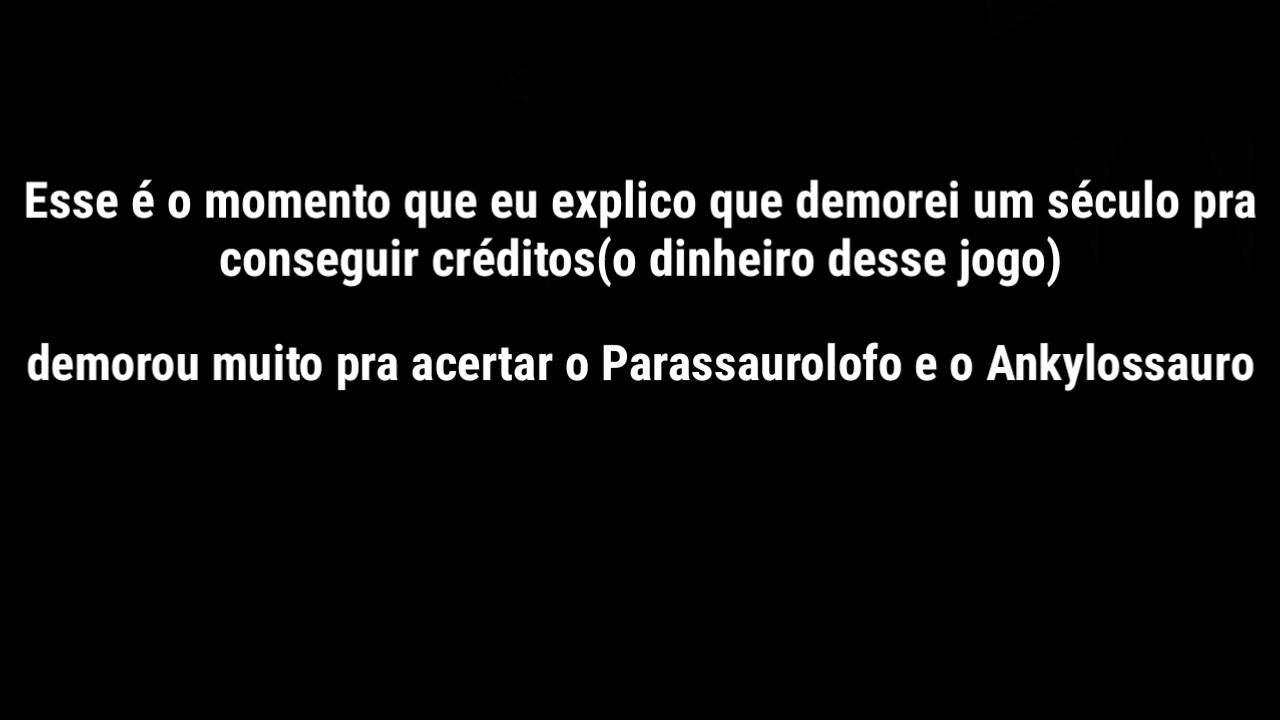 Esse é o momento que eu explico que demorei um século pra
conseguir créditos(o dinheiro desse jogo)
demorou muito pra acertar o Parassaurolofo e o Ankylossauro